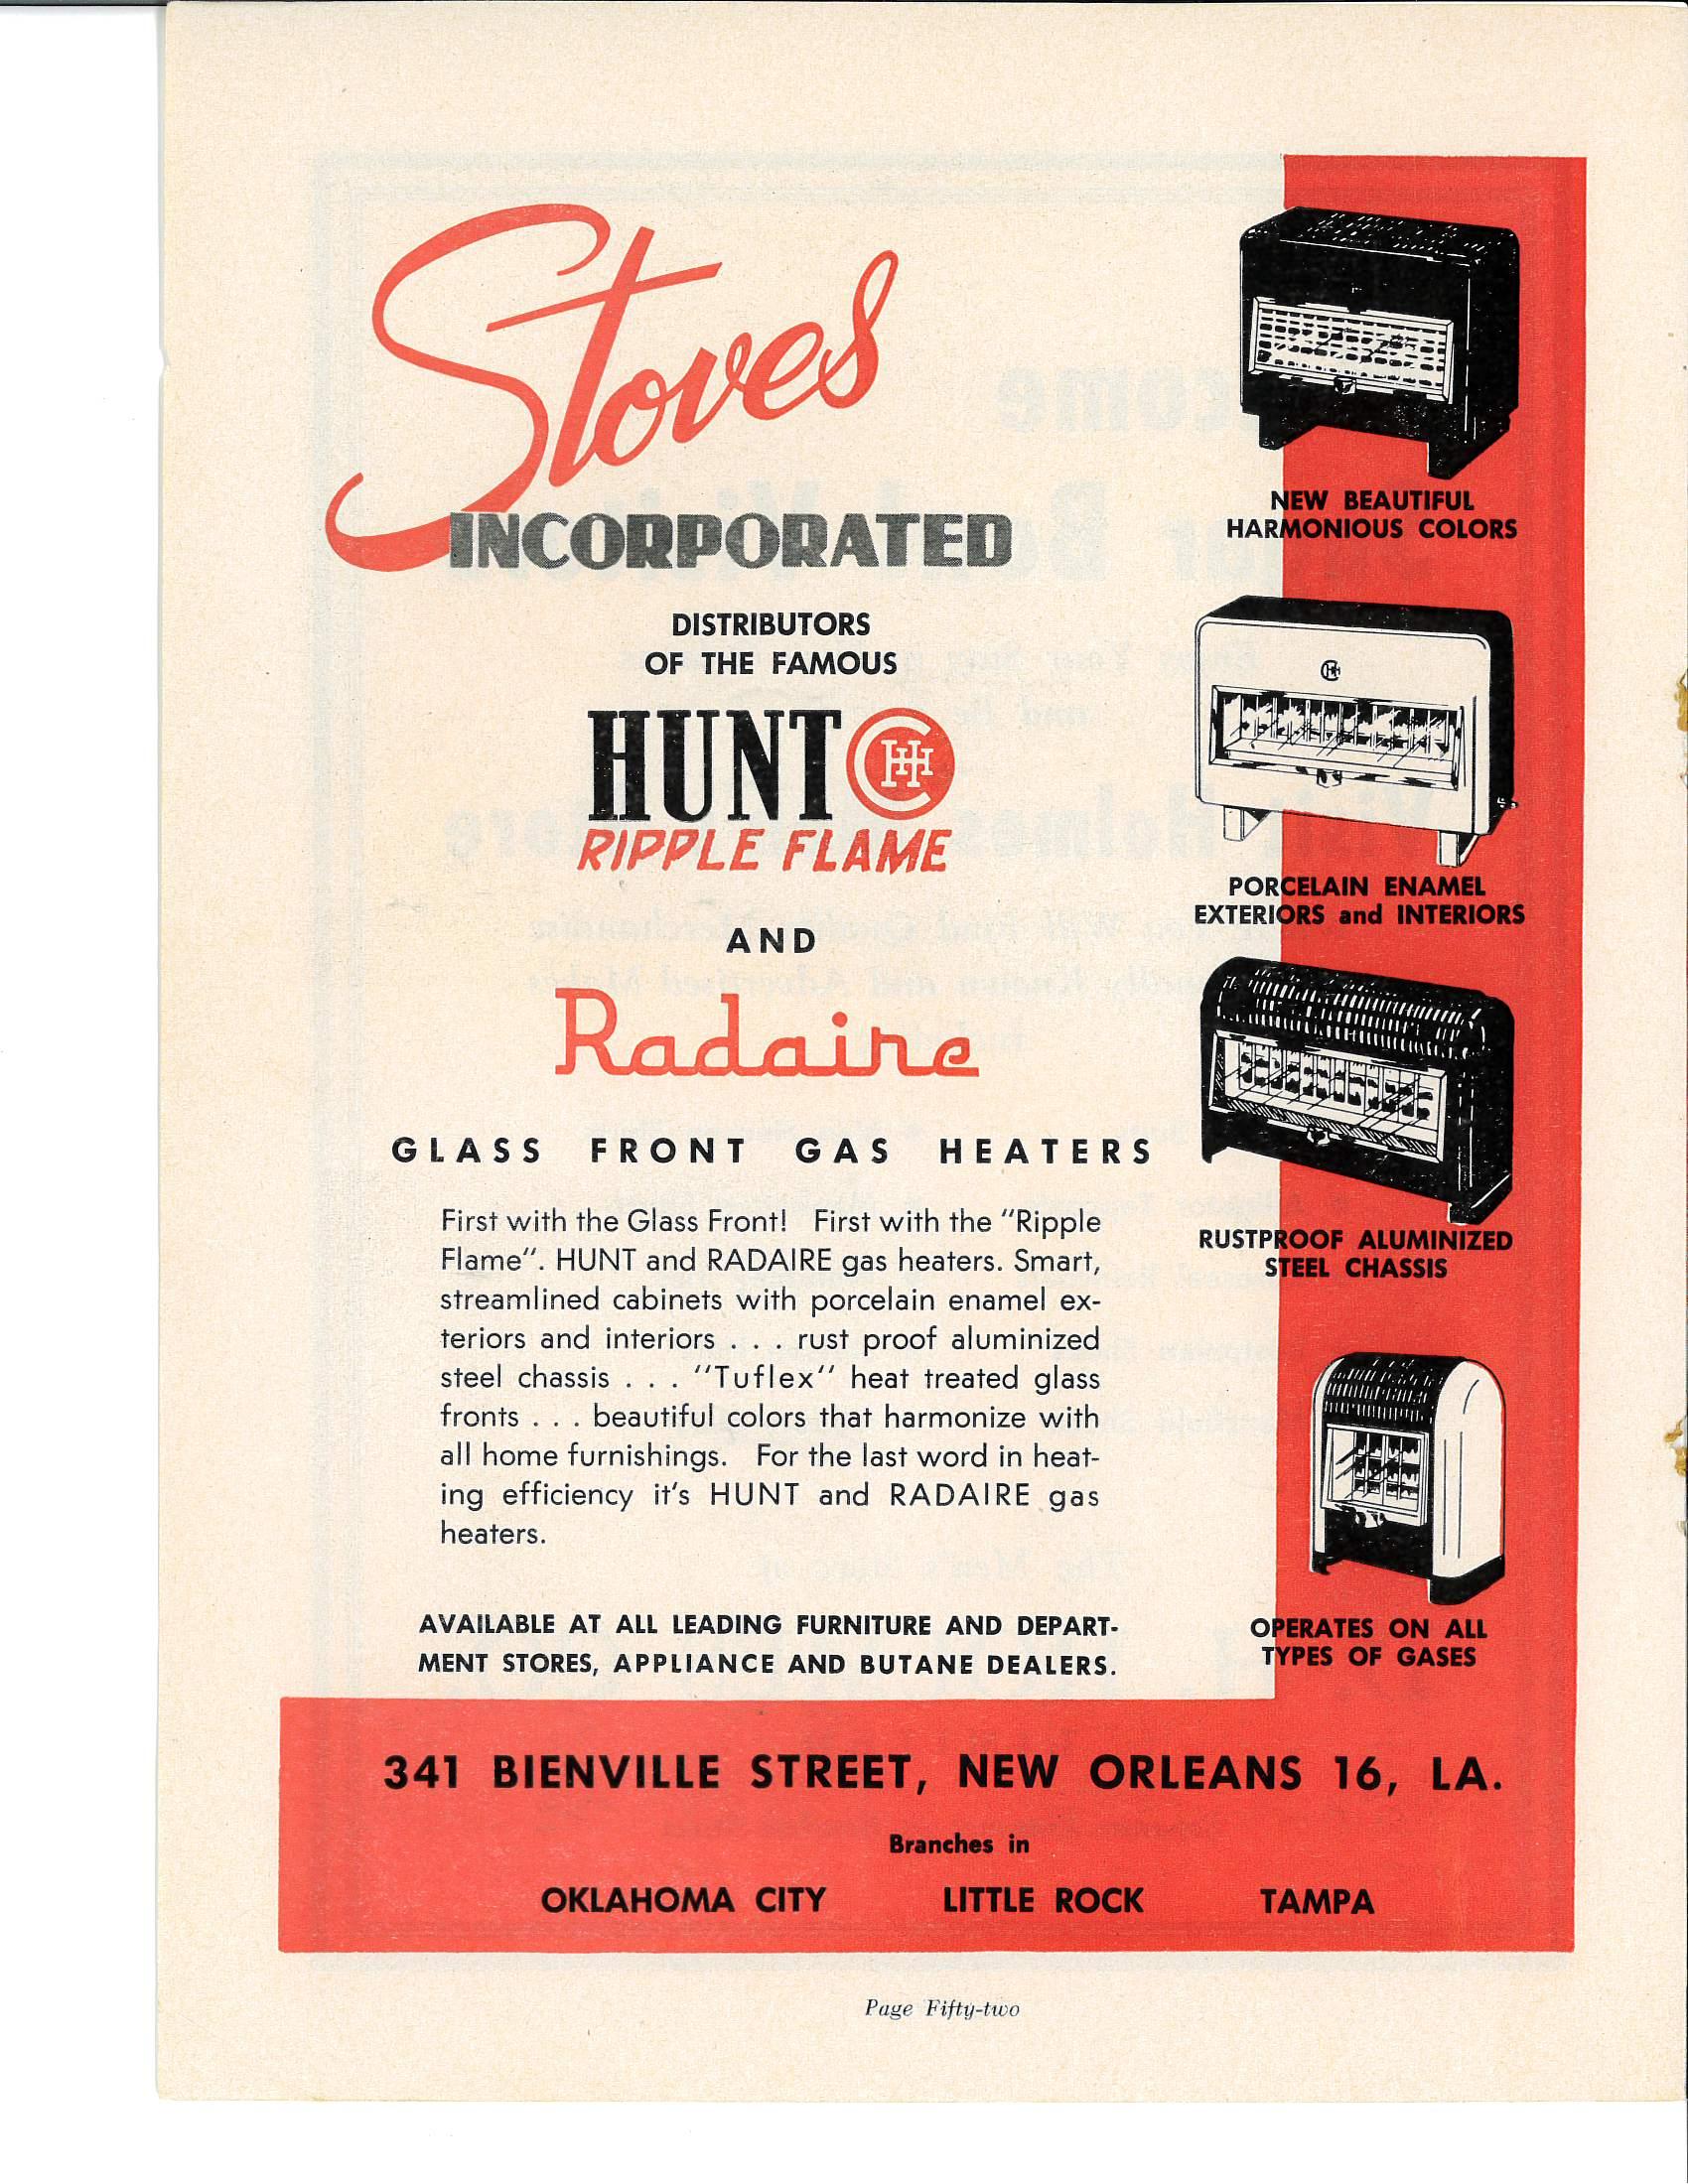 Stoves
INCORPORATED
DISTRIBUTORS
OF THE FAMOUS
HUNT CHH
RIPPLE FLAME
AND
Radaire
GLASS FRONT GAS HEATERS
First with the Glass Front! First with the "Ripple
Flame". HUNT and RADAIRE gas heaters. Smart,
streamlined cabinets with porcelain enamel ex-
teriors and interiors . . . rust proof aluminized
steel chassis . . . "Tuflex" heat treated glass
fronts . . . beautiful colors that harmonize with
all home furnishings. For the last word in heat-
ing efficiency it's HUNT and RADAIRE gas
heaters.
AVAILABLE AT ALL LEADING FURNITURE AND DEPART-
MENT STORES, APPLIANCE AND BUTANE DEALERS.
NEW BEAUTIFUL
HARMONIOUS COLORS
PORCELAIN ENAMEL
EXTERIORS and INTERIORS
RUSTPROOF ALUMINIZED
STEEL CHASSIS
OPERATES ON ALL
TYPES OF GASES
341 BIENVILLE STREET, NEW ORLEANS 16, LA.
Branches in
OKLAHOMA CITY LITTLE ROCK TAMPA
Page Fifty-two